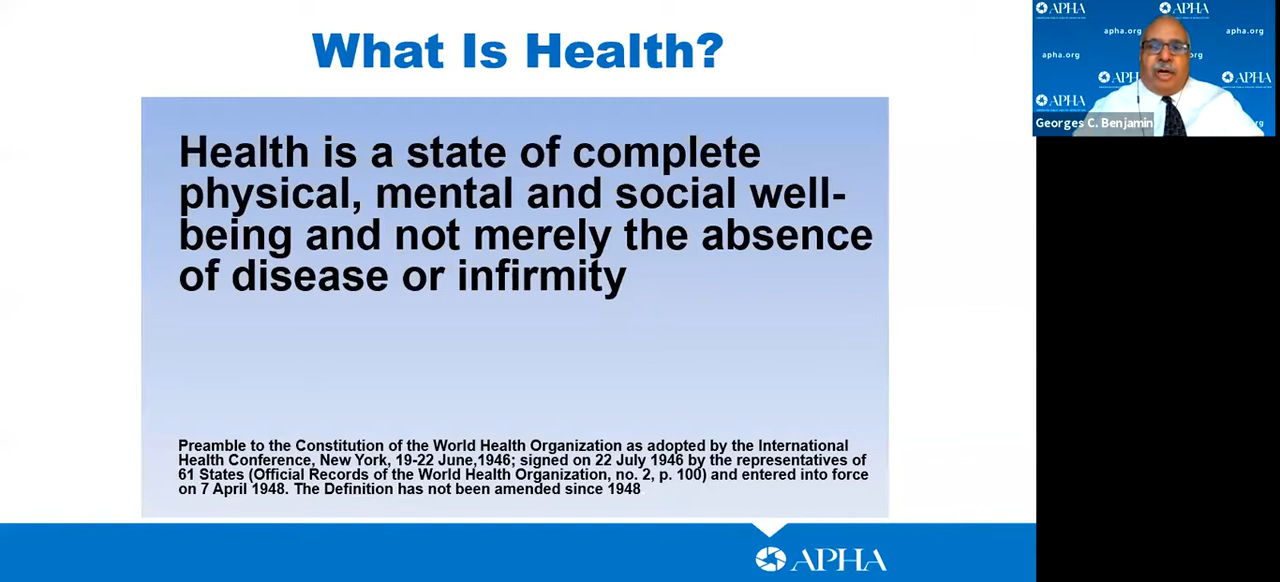 What Is Health?
Health is a state of complete
physical, mental and social well-
being and not merely the absence
of disease or infirmity
Preamble to the Constitution of the World Health Organization as adopted by the International
Health Conference, New York, 19-22 June,1946; signed on 22 July 1946 by the representatives of
61 States (Official Records of the World Health Organization, no. 2, p. 100) and entered into force
on 7 April 1948. The Definition has not been amended since 1948
APHA
APHA
APHA
apha.org
apha.org
apha.org
rg
APH
APHA
APHA
Georges C. Benjamin
rg